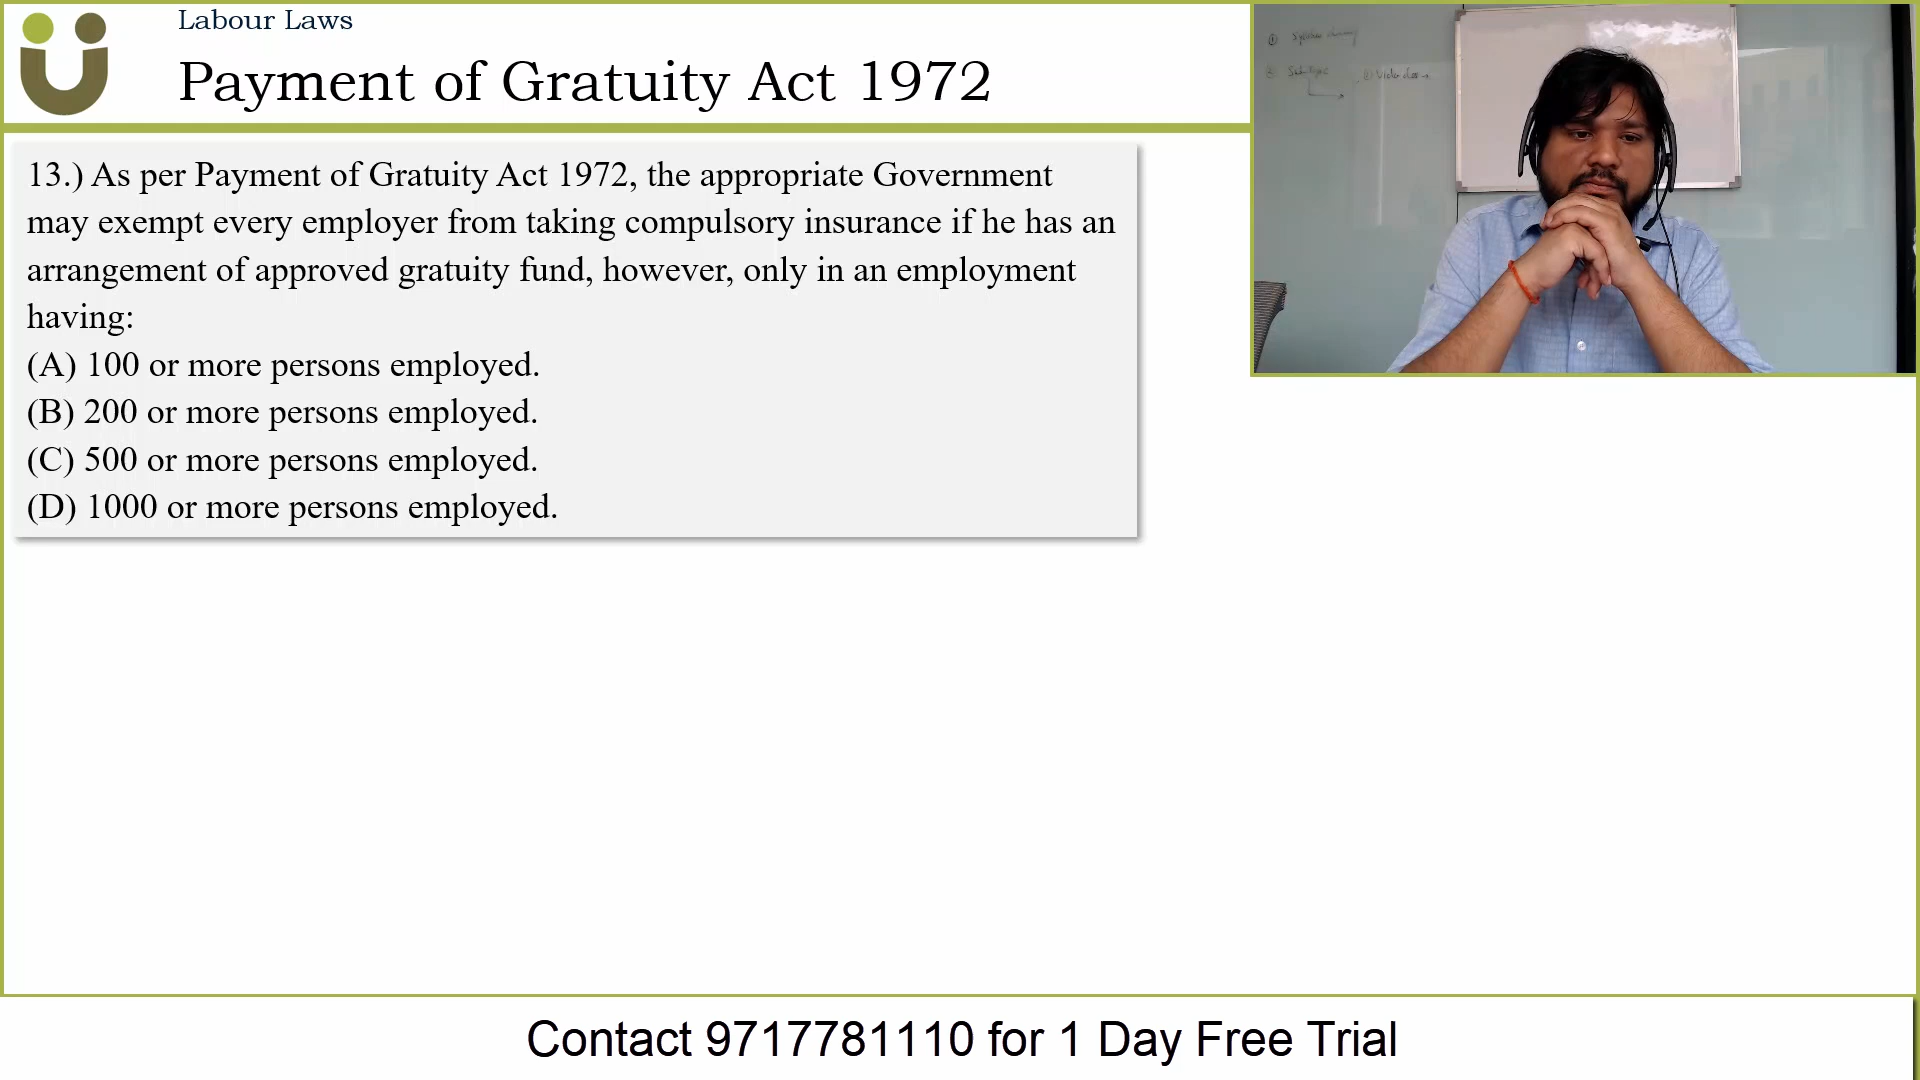 Labour Laws
Payment of Gratuity Act 1972
13.) As per Payment of Gratuity Act 1972, the appropriate Government
may exempt every employer from taking compulsory insurance if he has an
arrangement of approved gratuity fund, however, only in an employment
having:
(A) 100 or more persons employed.
(B) 200 or more persons employed.
(C) 500 or more persons employed.
(D) 1000 or more persons employed.
Contact 9717781110 for 1 Day Free Trial